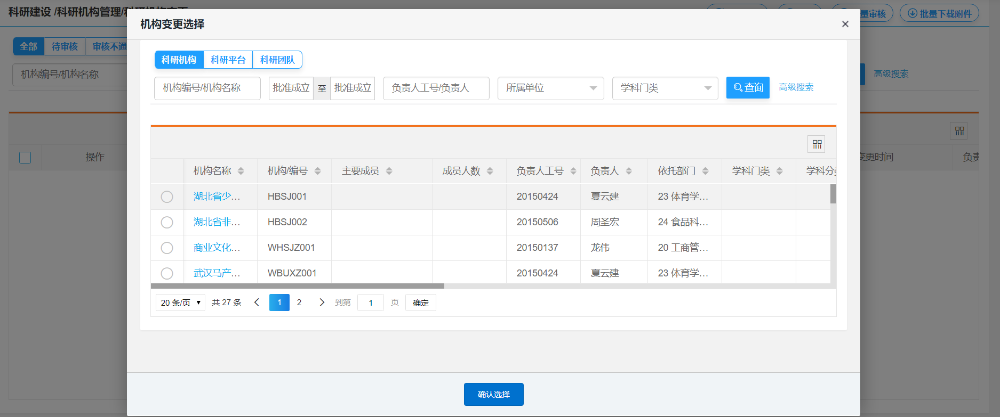 科研建设 /科研机构管理/科研机构变更
量审核
批量下载附件
全部
待审核
审核不通
机构编号/机构名称
高级搜索
操作
变更时间
负责
机构变更选择
×
科研机构
科研平台
科研团队
机构编号/机构名称
批准成立 至 批准成立
负责人工号/负责人
所属单位
学科门类
查询
高级搜索
机构名称 机构/编号 主要成员 成员人数 负责人工号 负责人 依托部门 学科门类 学科分类
湖北省少... HBSJ001 20150424 夏云建 23 体育学...
湖北省非... HBSJ002 20150506 周圣宏 24 食品科...
商业文化... WHSJZ001 20150137 龙伟 20 工商管...
武汉马产... WBUXZ001 20150424 夏云建 23 体育学...
20 条/页 共 27 条 1 2 到第 1 页 确定
确认选择